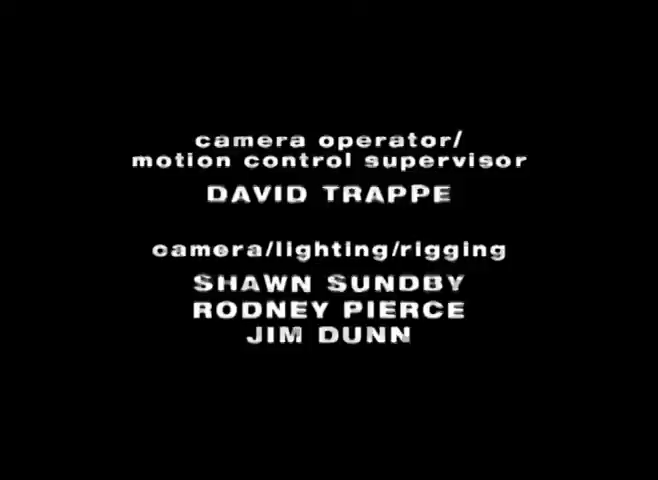 camera operator/
motion control supervisor
DAVID TRAPPE
camera/lighting/rigging
SHAWN SUNDBY
RODNEY PIERCE
JIM DUNN